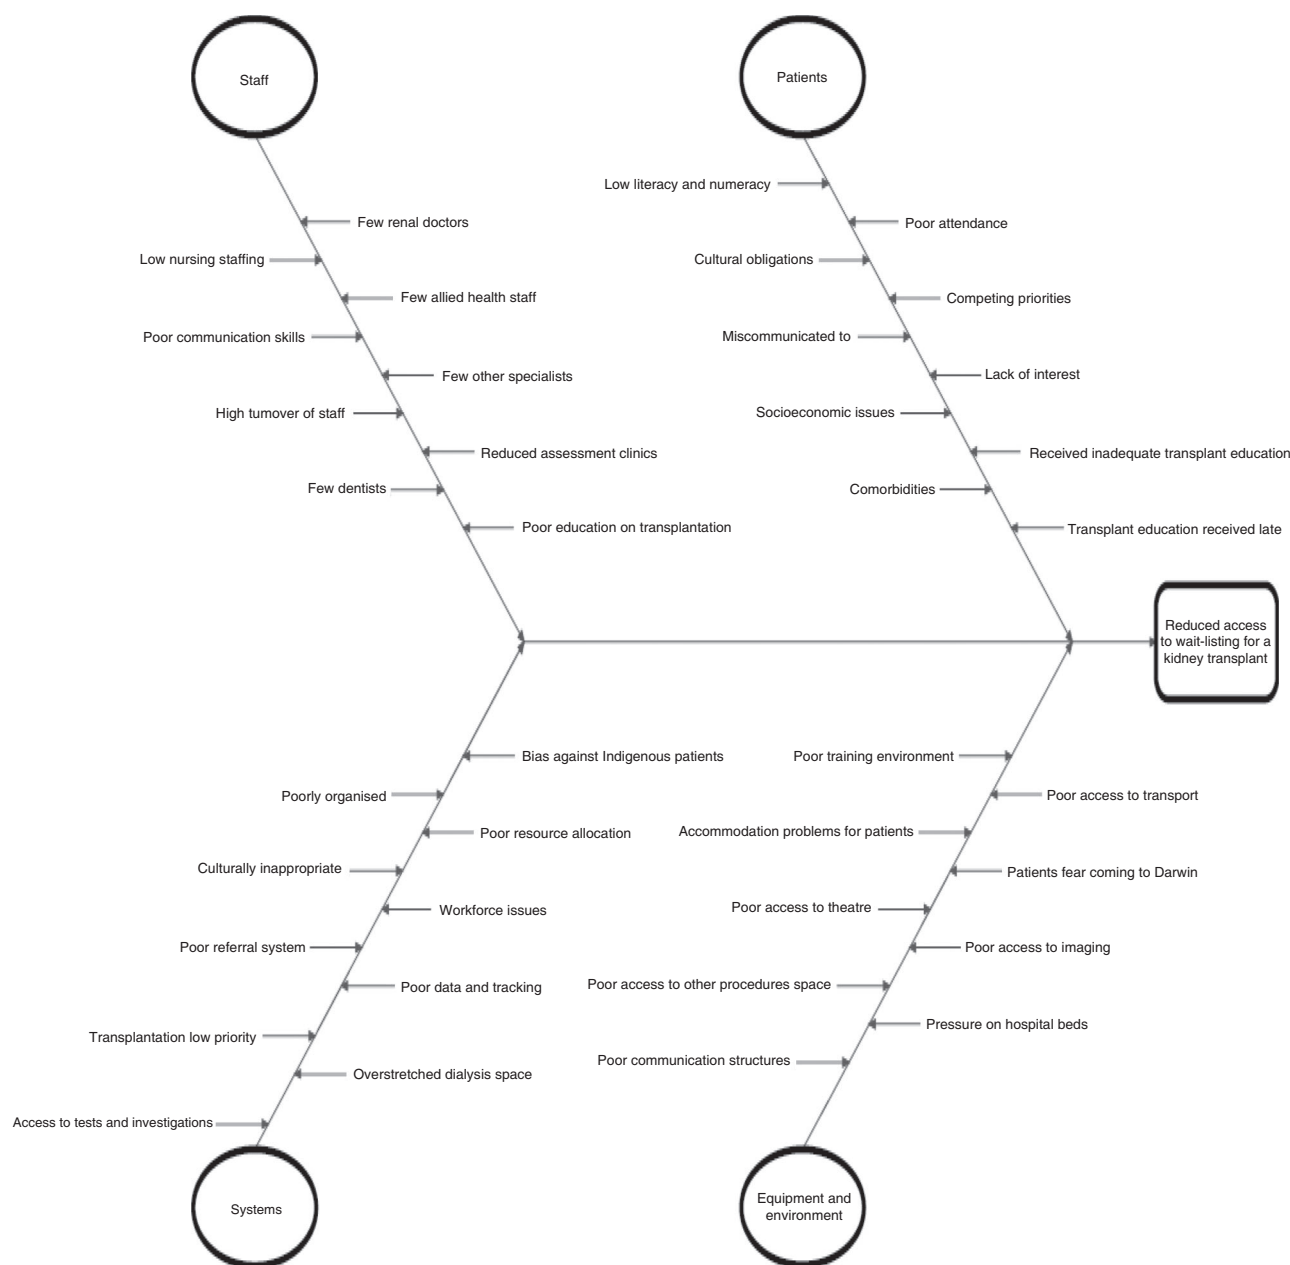 Staff
Patients
Low literacy and numeracy
Few renal doctors
Poor attendance
Low nursing staffing
Cultural obligations
Few allied health staff
Competing priorities
Poor communication skills
Miscommunicated to
Few other specialists
Lack of interest
High tumover of staff
Socioeconomic issues
Reduced assessment clinics
Received inadequate transplant education
Few dentists
Comorbidities
Poor education on transplantation
Transplant education received late
Reduced access
to wait-listing for a
kidney transplant
Bias against Indigenous patients
Poor training environment
Poorly organised
Poor access to transport
Poor resource allocation
Accommodation problems for patients
Culturally inappropriate
Patients fear coming to Darwin
Workforce issues
Poor access to theatre
Poor referral system
Poor access to imaging
Poor data and tracking
Poor access to other procedures space
Transplantation low priority
Pressure on hospital beds
Overstretched dialysis space
Poor communication structures
Access to tests and investigations
Systems
Equipment and
environment